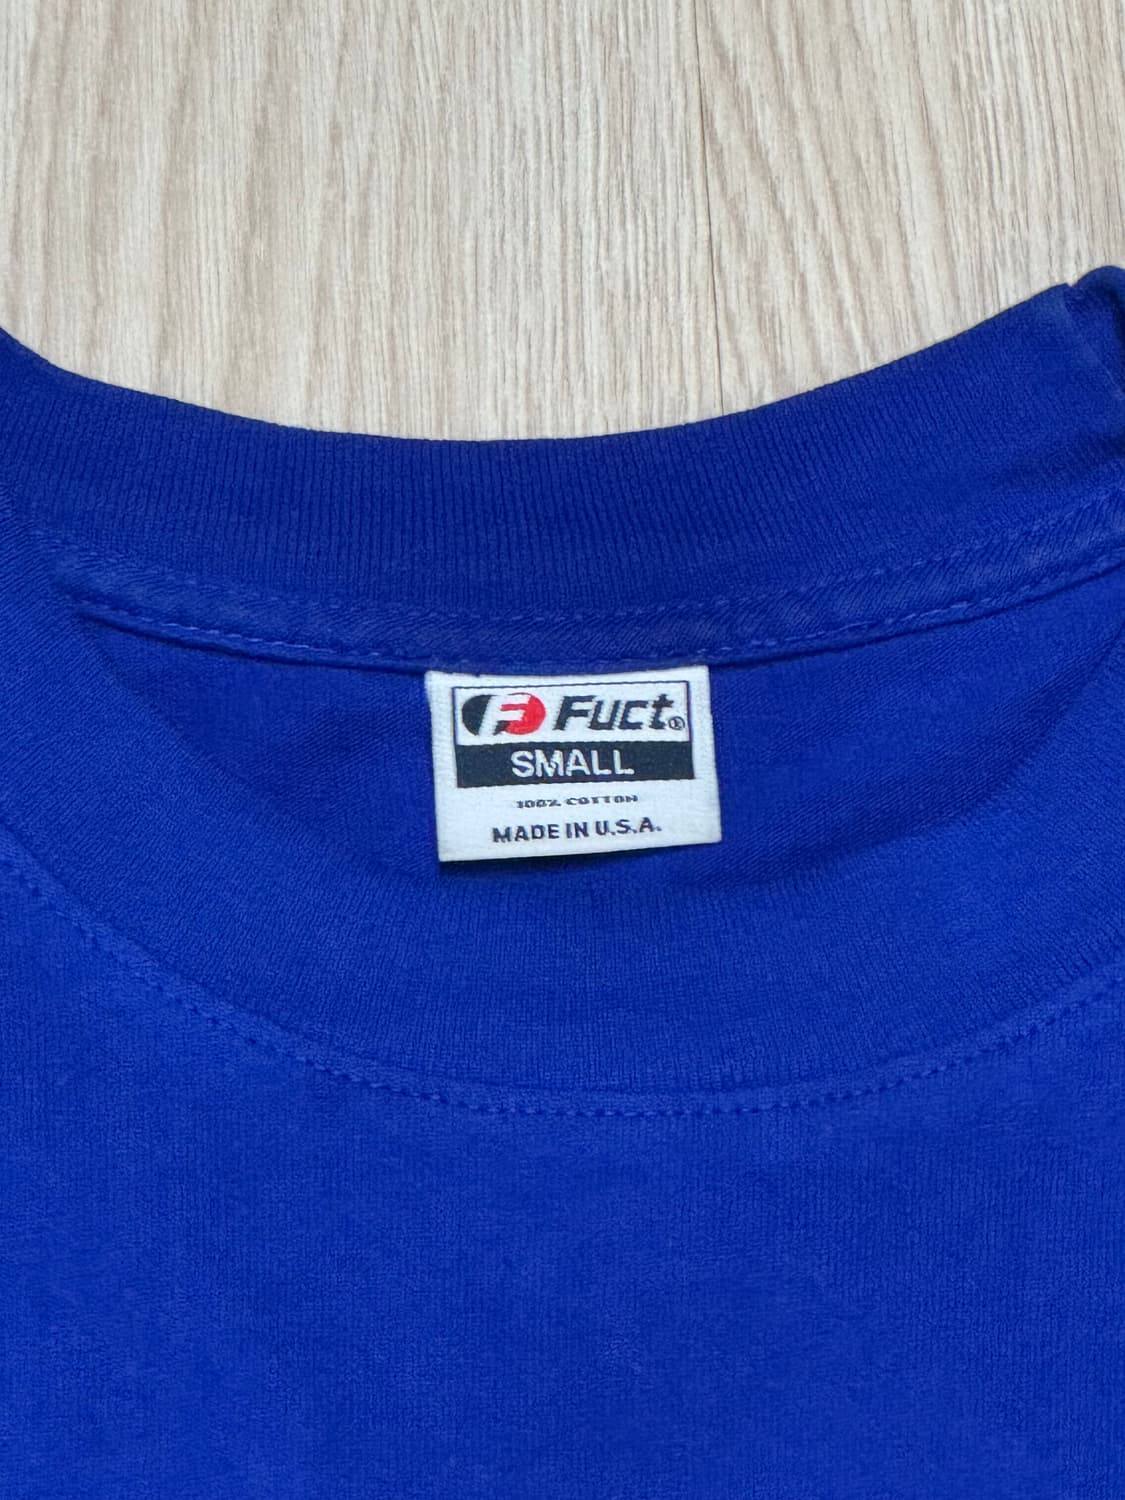 F Fuct®
SMALL
100% COTTON
MADE IN U.S.A.